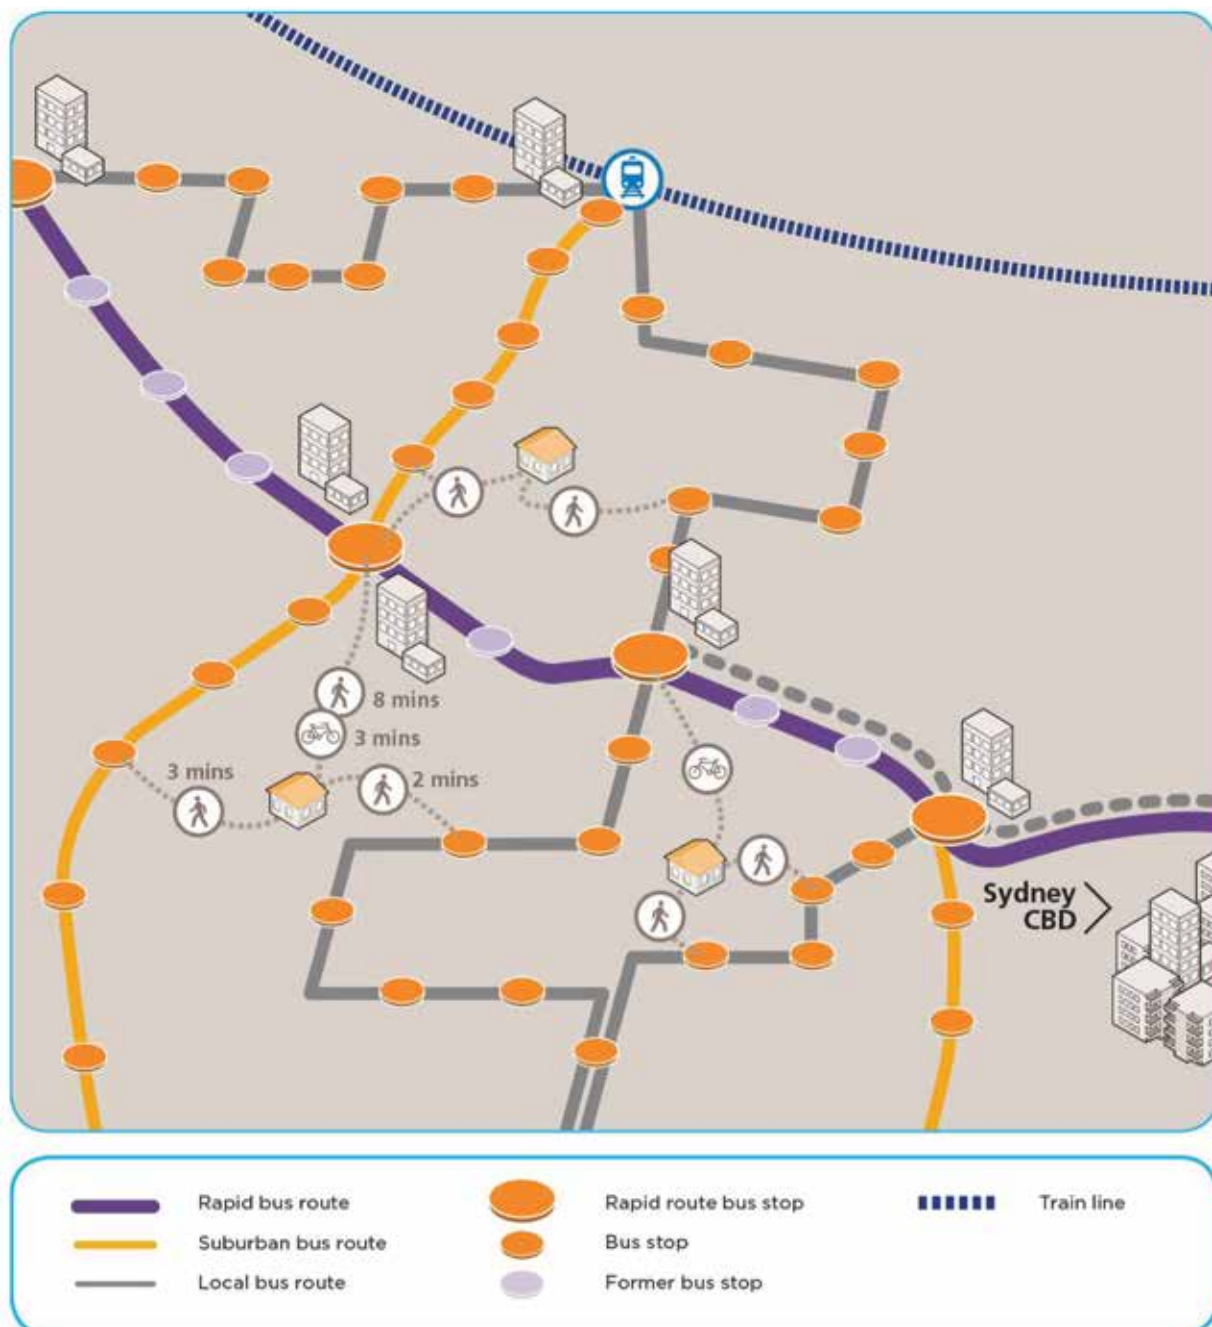 8 mins
3 mins
3 mins
2 mins
Sydney
CBD
Rapid bus route
Rapid route bus stop
Train line
Suburban bus route
Bus stop
Local bus route
Former bus stop